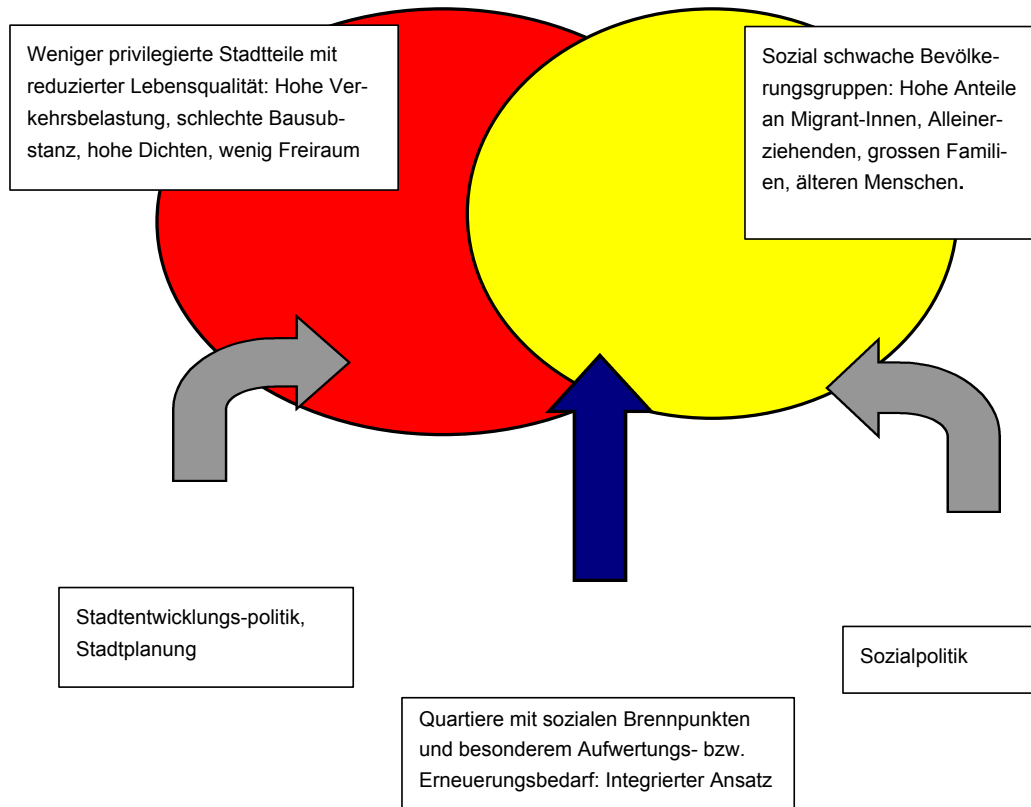 Weniger privilegierte Stadtteile mit
reduzierter Lebensqualität: Hohe Ver-
kehrsbelastung, schlechte Bausub-
stanz, hohe Dichten, wenig Freiraum
Sozial schwache Bevölke-
rungsgruppen: Hohe Anteile
an Migrant-Innen, Alleiner-
ziehenden, grossen Famili-
en, älteren Menschen.
Stadtentwicklungs-politik,
Stadtplanung
Sozialpolitik
Quartiere mit sozialen Brennpunkten
und besonderem Aufwertungs- bzw.
Erneuerungsbedarf: Integrierter Ansatz